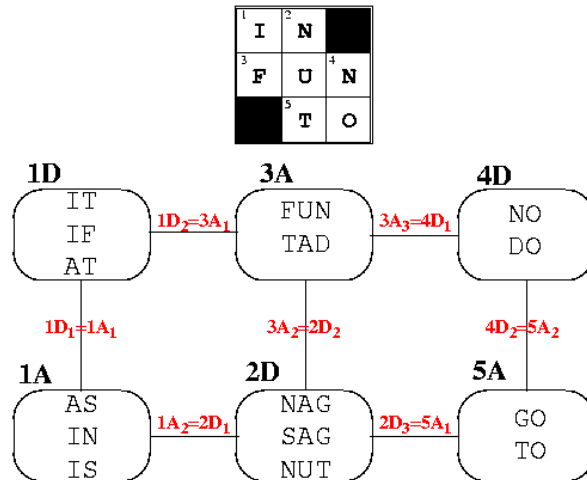 1 I 2 N
3 F U 4 N
5 T O
1D 3A 4D
IT
IF
AT
1D2=3A1
FUN
TAD
3A3=4D1
NO
DO
1D1=1A1 3A2=2D2 4D2=5A2
1A 2D 5A
AS
IN
IS
1A2=2D1
NAG
SAG
NUT
2D3=5A1
GO
TO